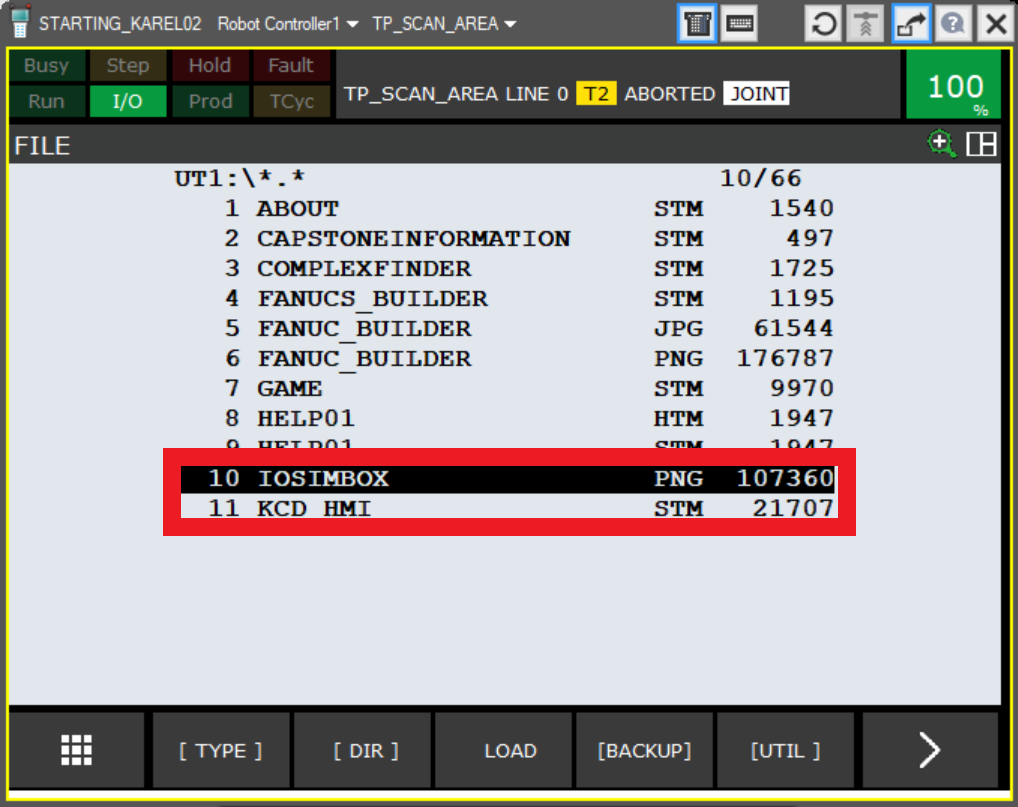 STARTING_KAREL02 Robot Controller1 TP_SCAN_AREA
Busy Step Hold Fault
Run I/O Prod TCyc
TP_SCAN_AREA LINE 0 T2 ABORTED JOINT
100 %
FILE
UT1:\*.* 10/66
1 ABOUT STM 1540
2 CAPSTONEINFORMATION STM 497
3 COMPLEXFINDER STM 1725
4 FANUCS_BUILDER STM 1195
5 FANUC_BUILDER JPG 61544
6 FANUC_BUILDER PNG 176787
7 GAME STM 9970
8 HELP01 HTM 1947
9 HELP01 STM 1947
10 IOSIMBOX PNG 107360
11 KCD HMI STM 21707
[ TYPE ] [ DIR ] LOAD [BACKUP] [UTIL ]